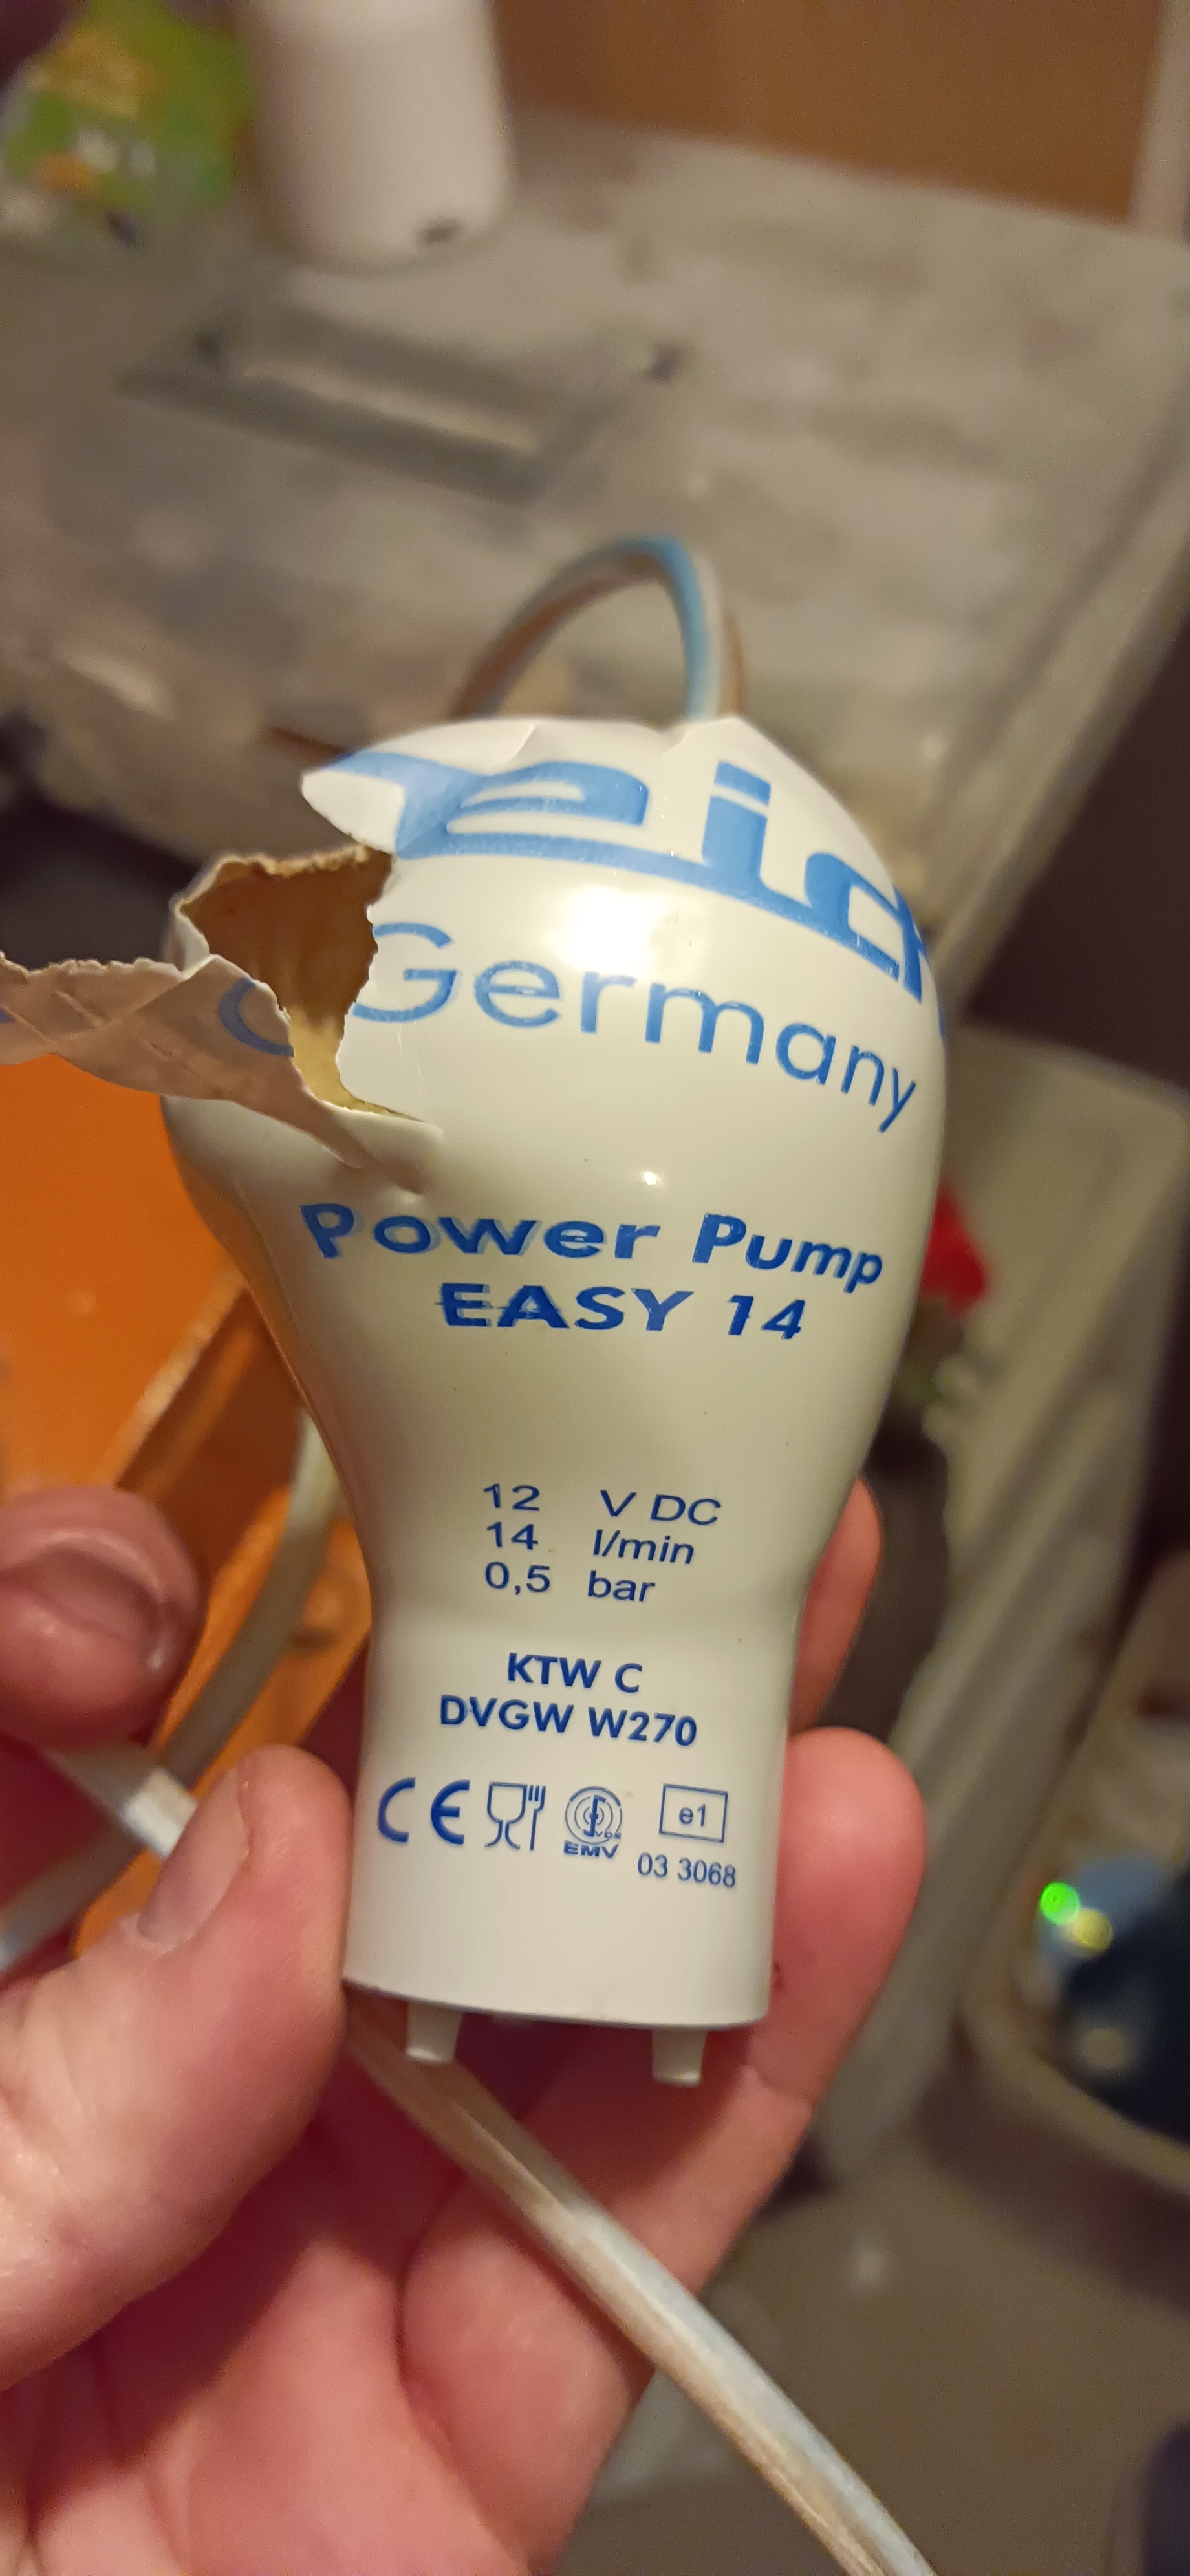 Germany
Power Pump
EASY 14
12 V DC
14 l/min
0,5 bar
KTW C
DVGW W270
CE
EMV
e1
03 3068